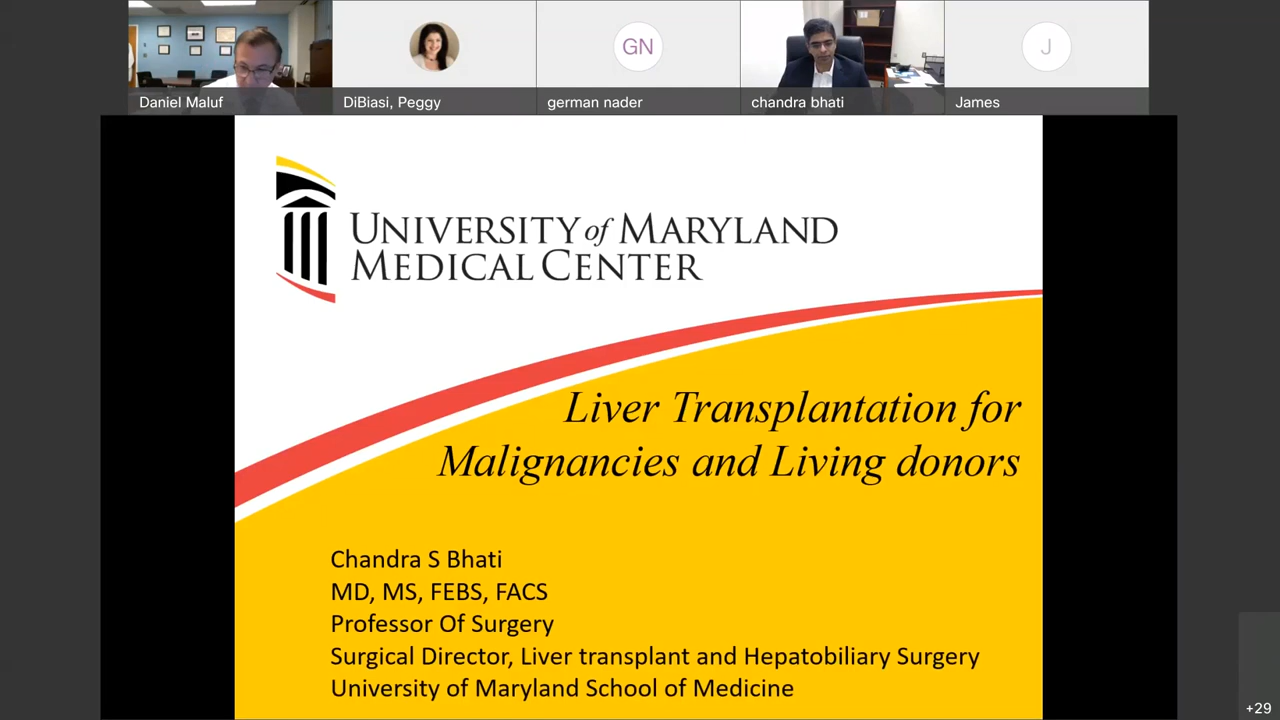 Daniel Maluf
DiBiasi, Peggy
GN
german nader
chandra bhati
J
James
UNIVERSITY of MARYLAND
MEDICAL CENTER
Liver Transplantation for
Malignancies and Living donors
Chandra S Bhati
MD, MS, FEBS, FACS
Professor Of Surgery
Surgical Director, Liver transplant and Hepatobiliary Surgery
University of Maryland School of Medicine
+29